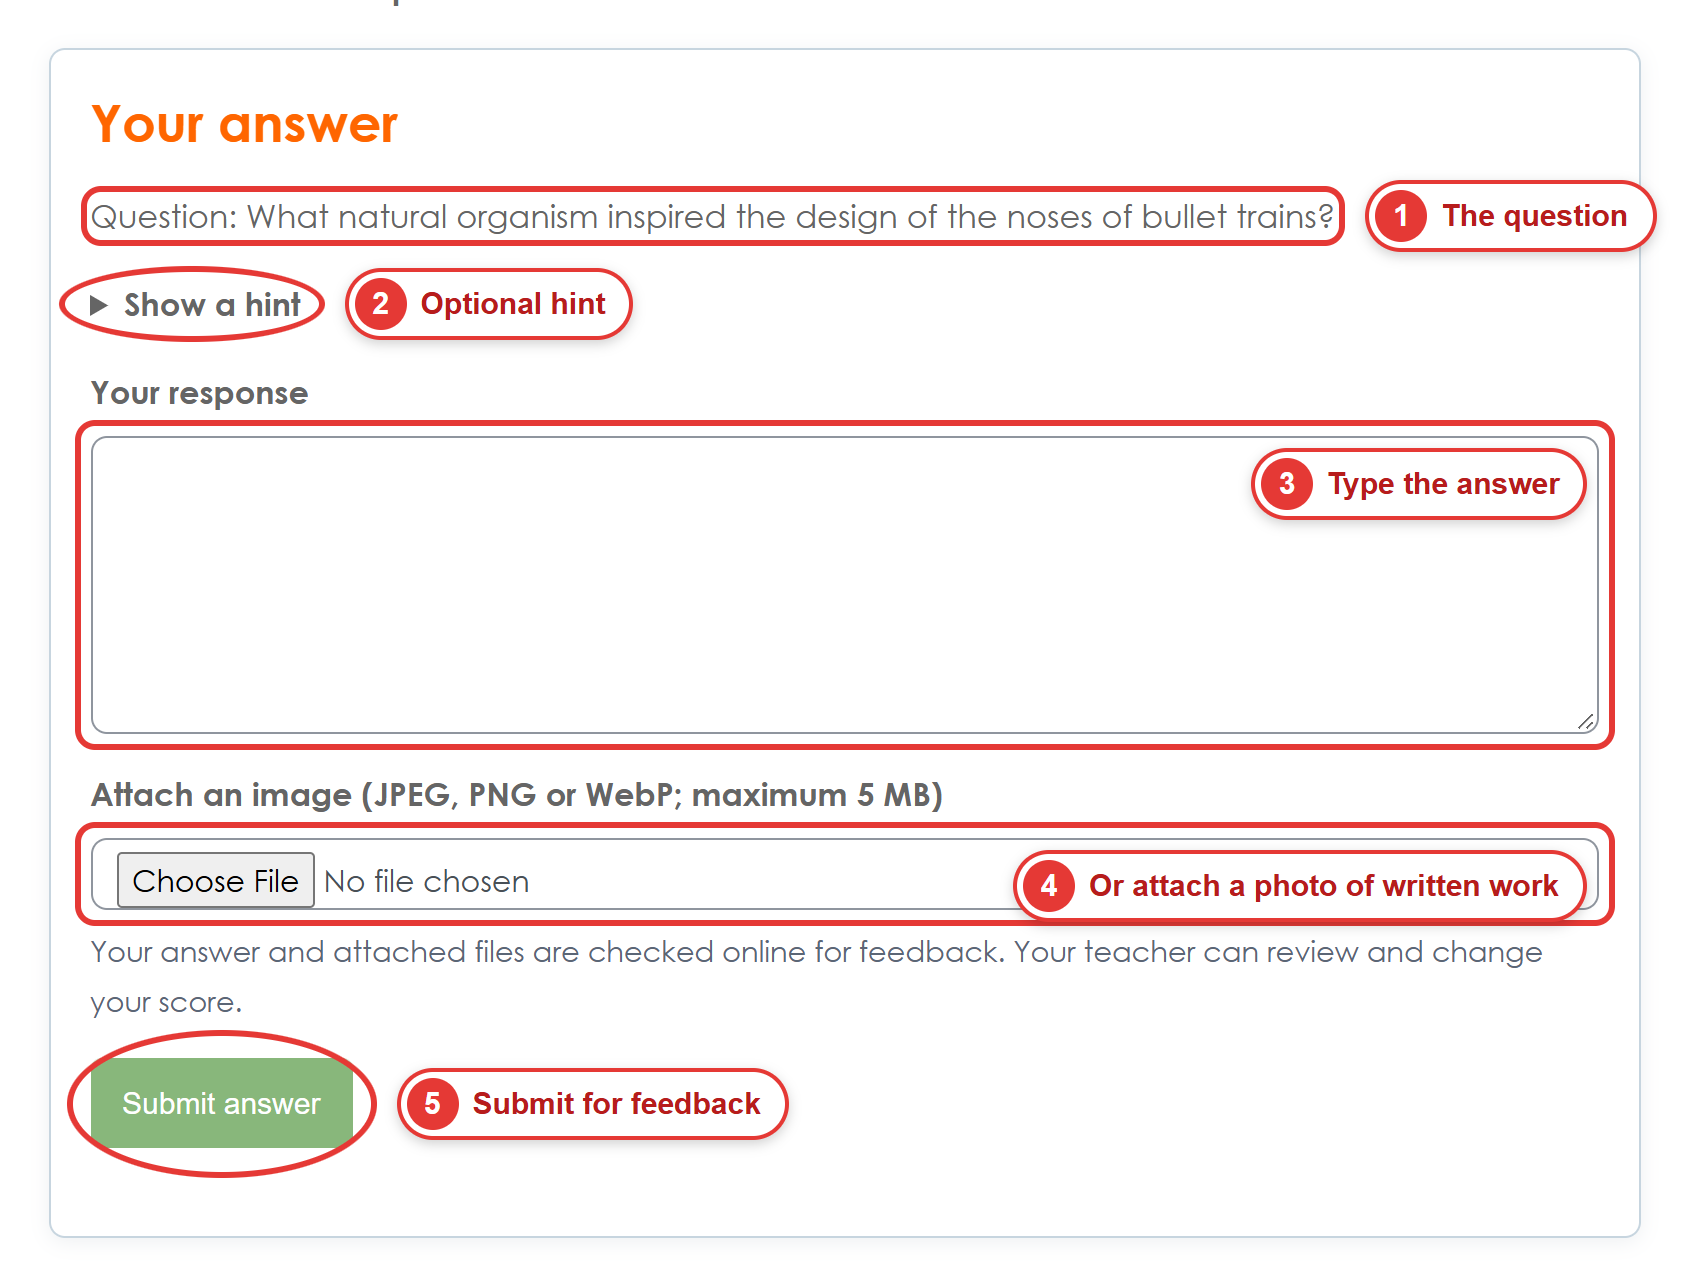 Your answer
Question: What natural organism inspired the design of the noses of bullet trains?
1 The question
Show a hint
2 Optional hint
Your response
3 Type the answer
Attach an image (JPEG, PNG or WebP; maximum 5 MB)
Choose File No file chosen
4 Or attach a photo of written work
Your answer and attached files are checked online for feedback. Your teacher can review and change
your score.
Submit answer
5 Submit for feedback